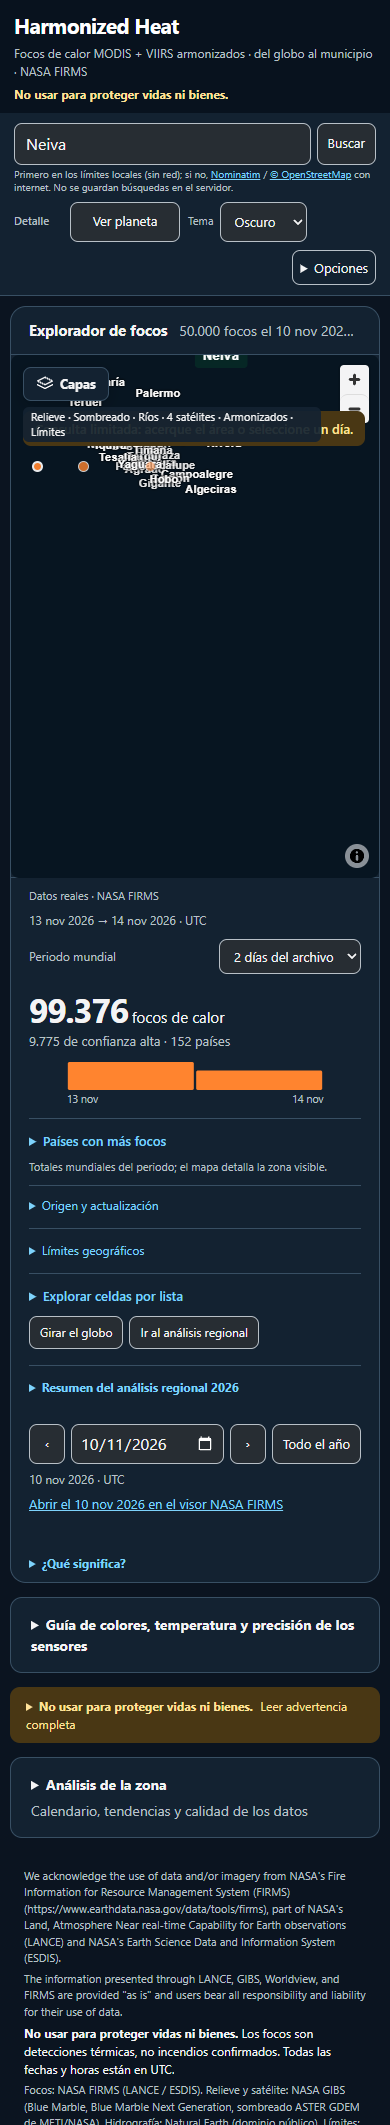 Harmonized Heat
Focos de calor MODIS + VIIRS armonizados · del globo al municipio
· NASA FIRMS
No usar para proteger vidas ni bienes.
Neiva
Buscar
Primero en los límites locales (sin red); si no, Nominatim / © OpenStreetMap con
internet. No se guardan búsquedas en el servidor.
Detalle
Ver planeta
Tema
Oscuro
▶ Opciones
Explorador de focos
50.000 focos el 10 nov 202...
Neiva
Capas
Palermo
Teruel
Relieve · Sombreado · Ríos · 4 satélites · Armonizados ·
Límites
n día.
Campoalegre
Hobo
Gigante
Algeciras
Datos reales · NASA FIRMS
13 nov 2026 → 14 nov 2026 · UTC
Periodo mundial
2 días del archivo
99.376 focos de calor
9.775 de confianza alta · 152 países
13 nov
14 nov
▶ Países con más focos
Totales mundiales del periodo; el mapa detalla la zona visible.
▶ Origen y actualización
▶ Límites geográficos
▶ Explorar celdas por lista
Girar el globo
Ir al análisis regional
▶ Resumen del análisis regional 2026
‹
10/11/2026
›
Todo el año
10 nov 2026 · UTC
Abrir el 10 nov 2026 en el visor NASA FIRMS
▶ ¿Qué significa?
▶ Guía de colores, temperatura y precisión de los
sensores
▶ No usar para proteger vidas ni bienes. Leer advertencia
completa
▶ Análisis de la zona
Calendario, tendencias y calidad de los datos
We acknowledge the use of data and/or imagery from NASA's Fire
Information for Resource Management System (FIRMS)
(https://www.earthdata.nasa.gov/data/tools/firms), part of NASA's
Land, Atmosphere Near real-time Capability for Earth observations
(LANCE) and NASA's Earth Science Data and Information System
(ESDIS).
The information presented through LANCE, GIBS, Worldview, and
FIRMS are provided "as is" and users bear all responsibility and liability
for their use of data.
No usar para proteger vidas ni bienes. Los focos son
detecciones térmicas, no incendios confirmados. Todas las
fechas y horas están en UTC.
Focos: NASA FIRMS (LANCE / ESDIS). Relieve y satélite: NASA GIBS
(Blue Marble, Blue Marble Next Generation, sombreado ASTER GDEM
de METI/NASA). Hidrografía: Natural Earth (dominio público). Límites: